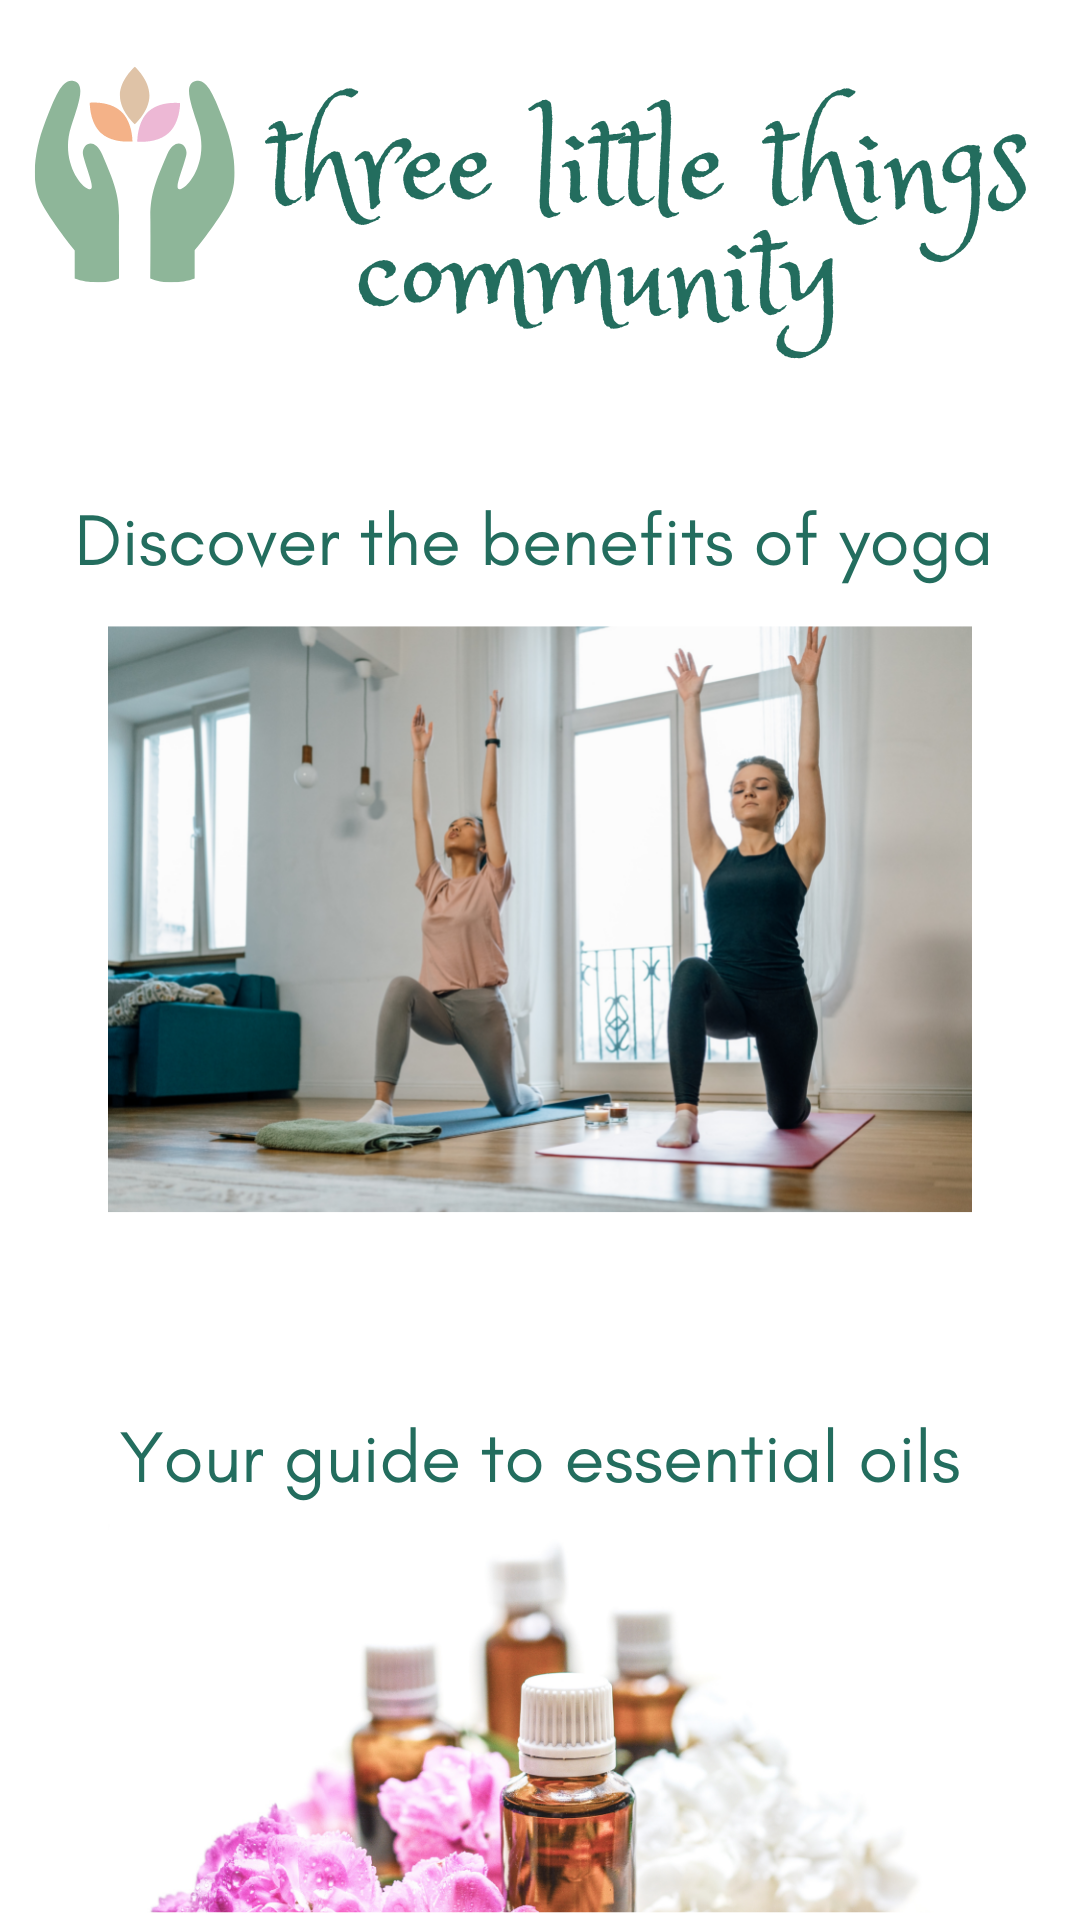 three little things
community
Discover the benefits of yoga
Your guide to essential oils